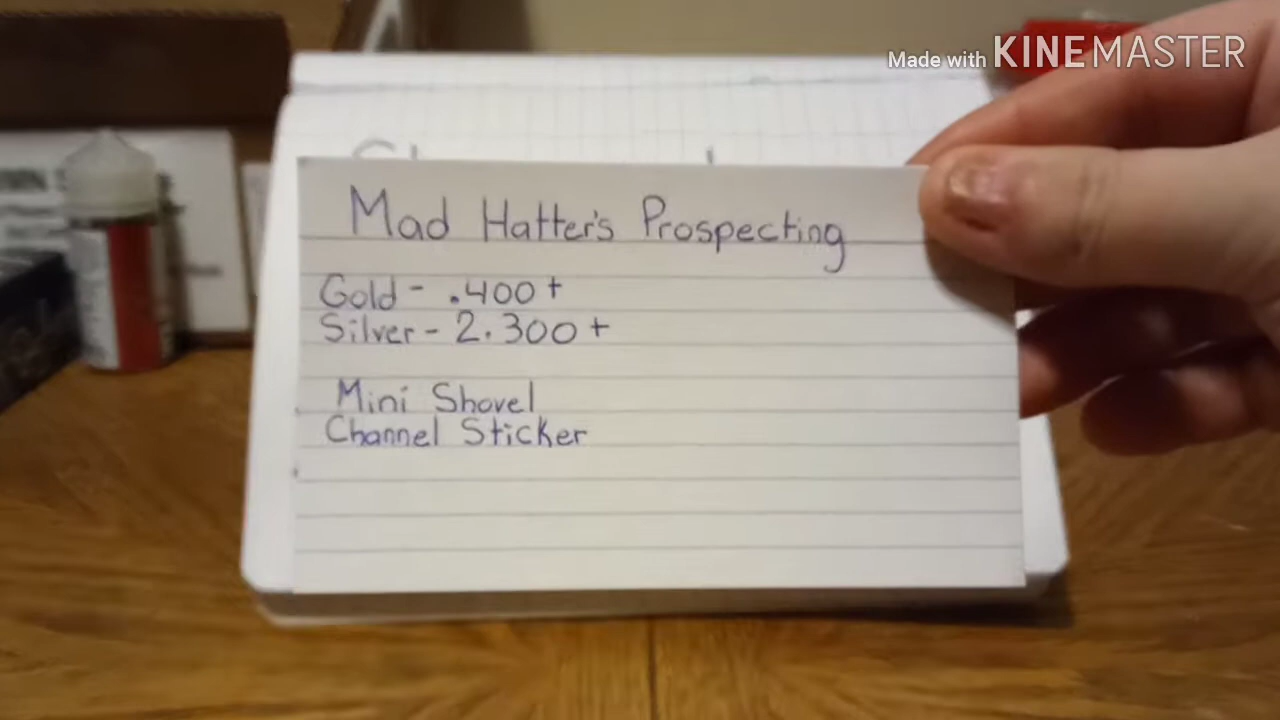 Made with KINEMASTER
Mad Hatter's Prospecting
Gold - .400+
Silver - 2.300+
Mini Shovel
Channel Sticker